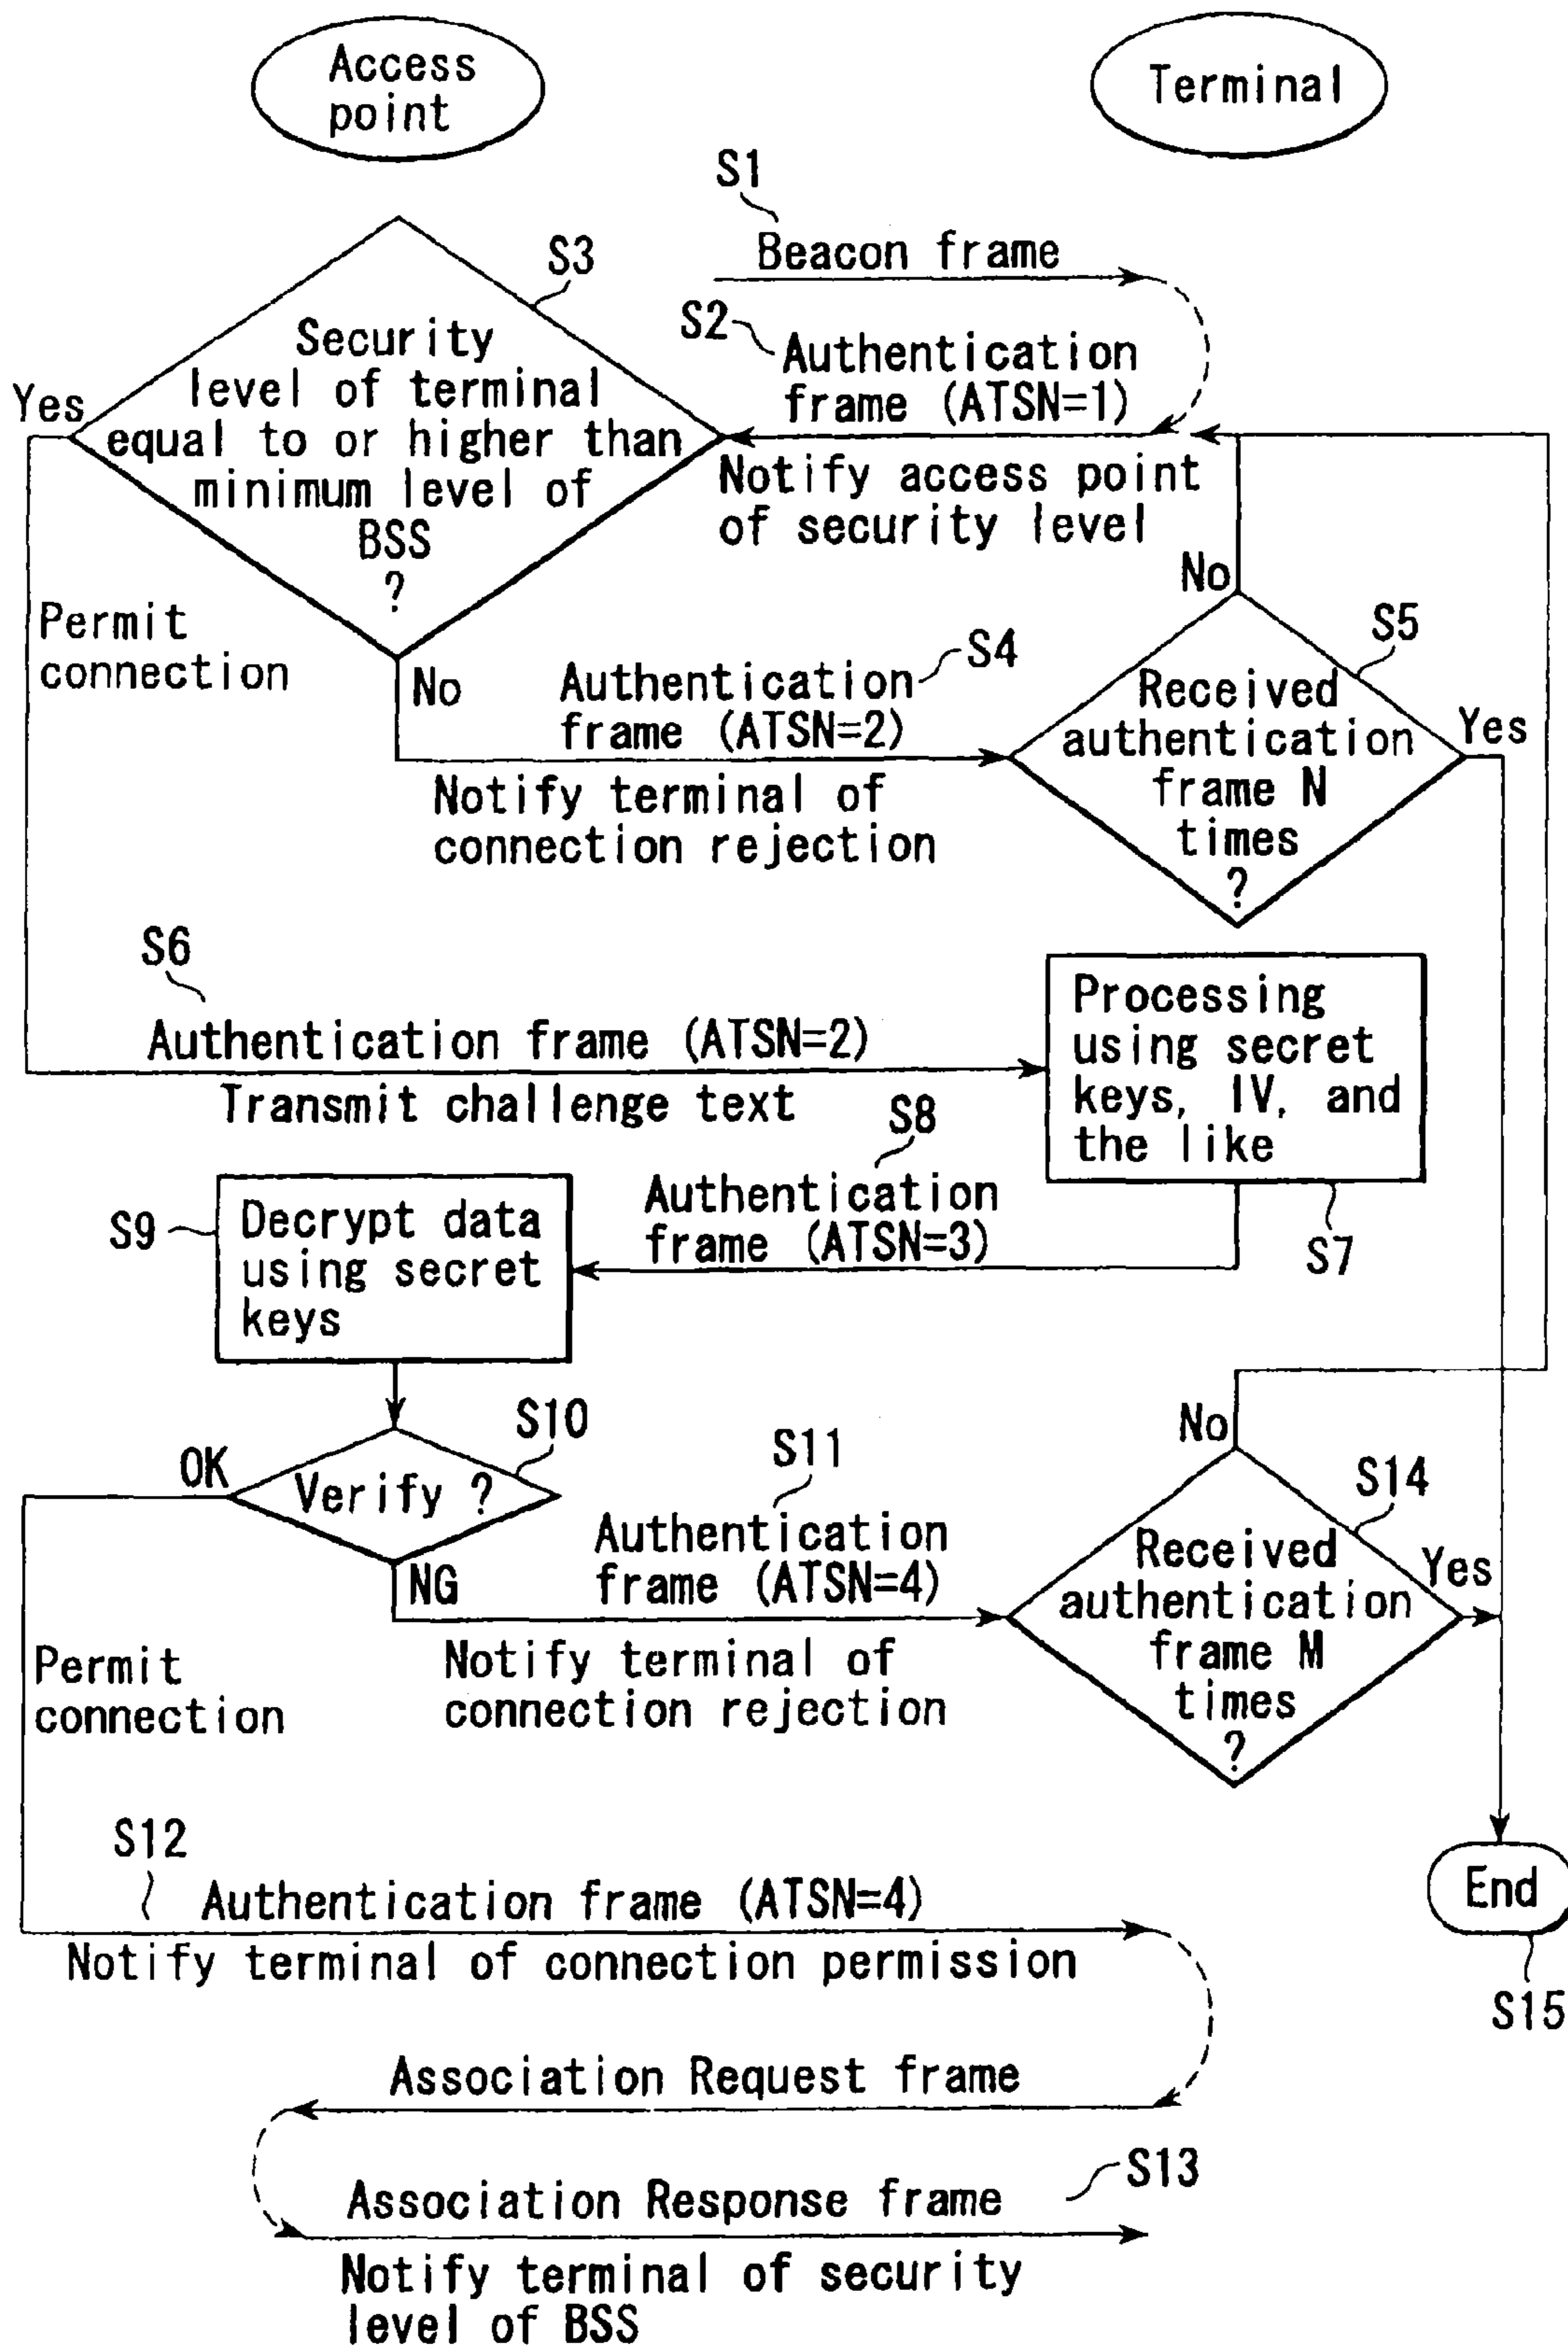 Access
point
Terminal
S1
Beacon frame
S3
S2
Authentication
frame (ATSN=1)
Security
level of terminal
equal to or higher than
minimum level of
BSS
?
Yes
Notify access point
of security level
No
Permit
connection
S5
S4
No
Authentication
frame (ATSN=2)
Received
authentication
frame N
times
?
Yes
Notify terminal of
connection rejection
S6
Authentication frame (ATSN=2)
Transmit challenge text
Processing
using secret
keys, IV, and
the like
S8
S7
Authentication
frame (ATSN=3)
S9
Decrypt data
using secret
keys
S10
OK
Verify ?
NG
S11
Authentication
frame (ATSN=4)
No
S14
Received
authentication
frame M
times
?
Yes
Permit
connection
Notify terminal of
connection rejection
S12
Authentication frame (ATSN=4)
Notify terminal of connection permission
End
S15
Association Request frame
S13
Association Response frame
Notify terminal of security
level of BSS